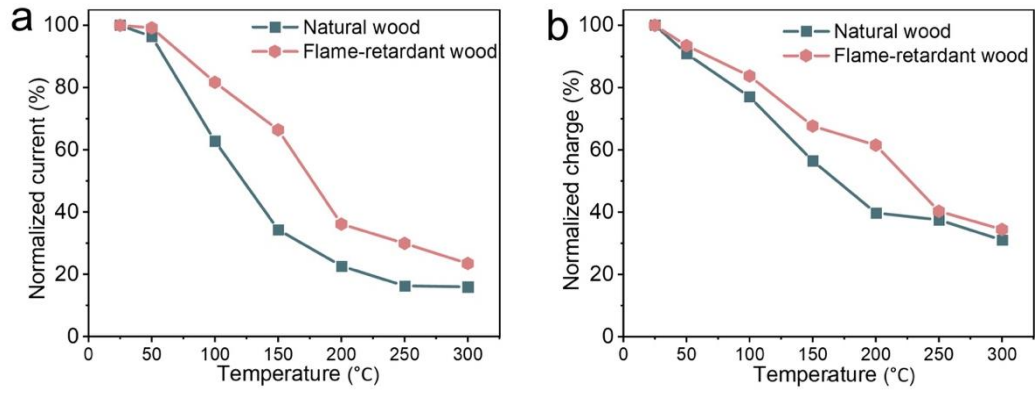 a
Normalized current (%)
100
80
60
40
20
0
Natural wood
Flame-retardant wood
0 50 100 150 200 250 300
Temperature (°C)
b
Normalized charge (%)
100
80
60
40
20
0
Natural wood
Flame-retardant wood
0 50 100 150 200 250 300
Temperature (°C)